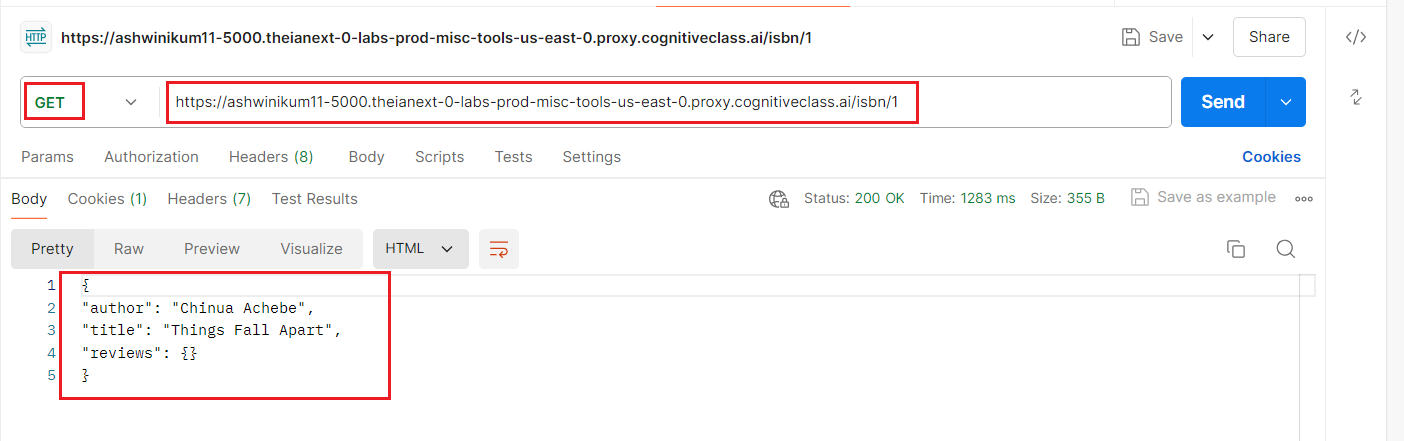 HTTP https://ashwinikum11-5000.theianext-0-labs-prod-misc-tools-us-east-0.proxy.cognitiveclass.ai/isbn/1 Save Share </>
GET https://ashwinikum11-5000.theianext-0-labs-prod-misc-tools-us-east-0.proxy.cognitiveclass.ai/isbn/1 Send
Params Authorization Headers (8) Body Scripts Tests Settings Cookies
Body Cookies (1) Headers (7) Test Results Status: 200 OK Time: 1283 ms Size: 355 B Save as example
Pretty Raw Preview Visualize HTML
1 {
2 "author": "Chinua Achebe",
3 "title": "Things Fall Apart",
4 "reviews": {}
5 }